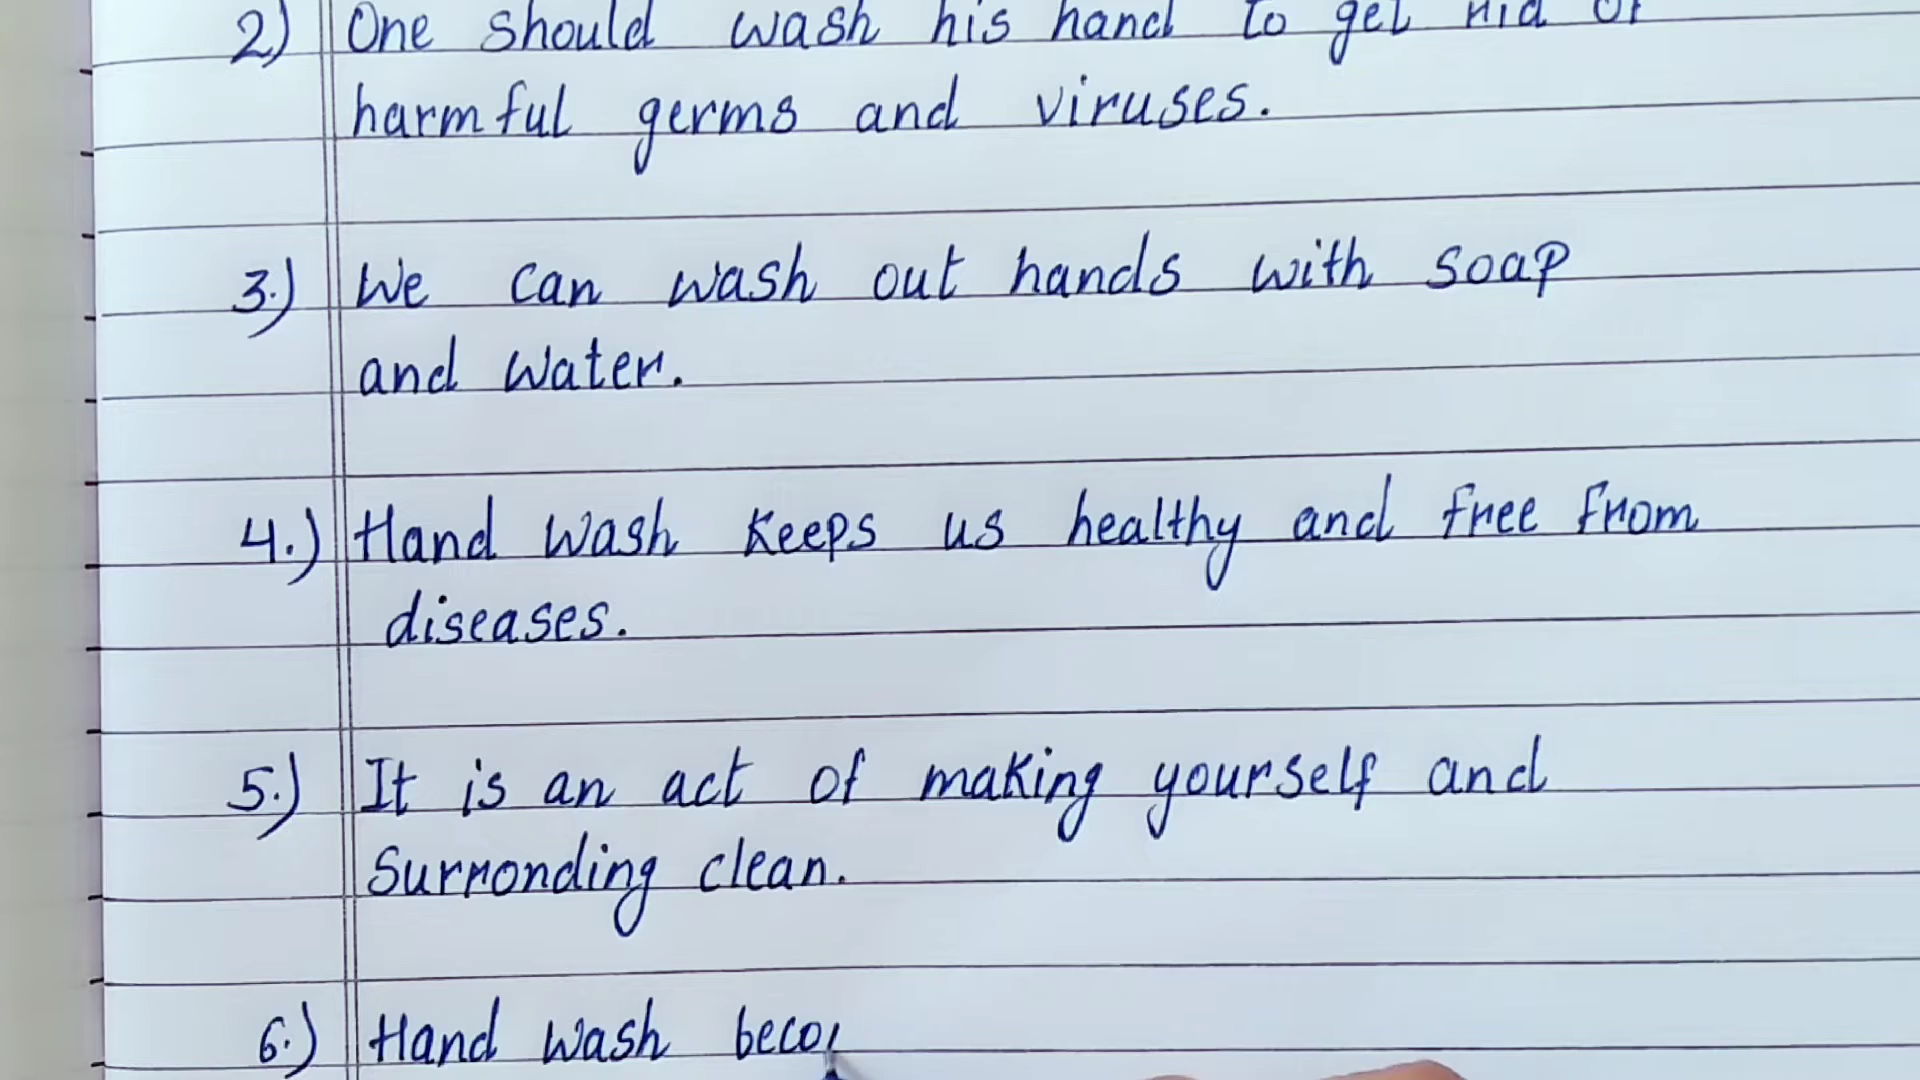 2) One should wash his hand to get rid of
harmful germs and viruses.
3.) We can wash out hands with soap
and water.
4.) Hand wash keeps us healthy and free from
diseases.
5.) It is an act of making yourself and
Surronding clean.
6.) Hand wash